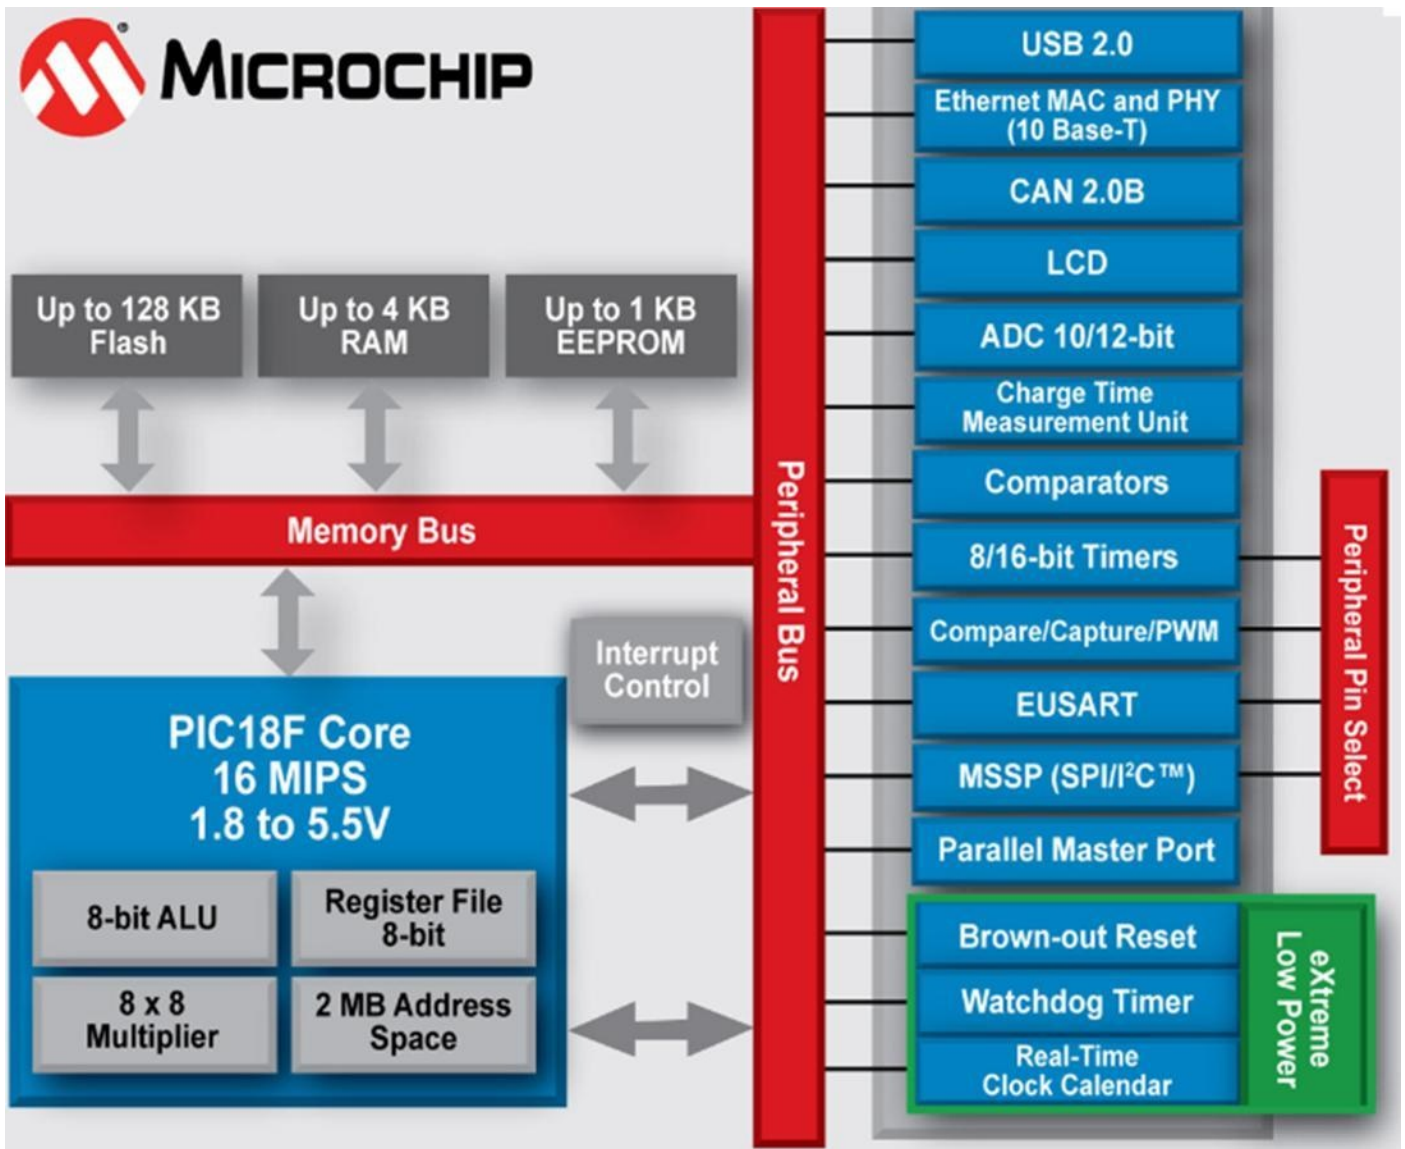 MICROCHIP
®
Up to 128 KB
Flash
Up to 4 KB
RAM
Up to 1 KB
EEPROM
Memory Bus
Interrupt
Control
PIC18F Core
16 MIPS
1.8 to 5.5V
8-bit ALU
Register File
8-bit
8 x 8
Multiplier
2 MB Address
Space
Peripheral Bus
USB 2.0
Ethernet MAC and PHY
(10 Base-T)
CAN 2.0B
LCD
ADC 10/12-bit
Charge Time
Measurement Unit
Comparators
8/16-bit Timers
Compare/Capture/PWM
EUSART
MSSP (SPI/I²C™)
Parallel Master Port
Brown-out Reset
Watchdog Timer
Real-Time
Clock Calendar
Peripheral Pin Select
eXtreme
Low Power